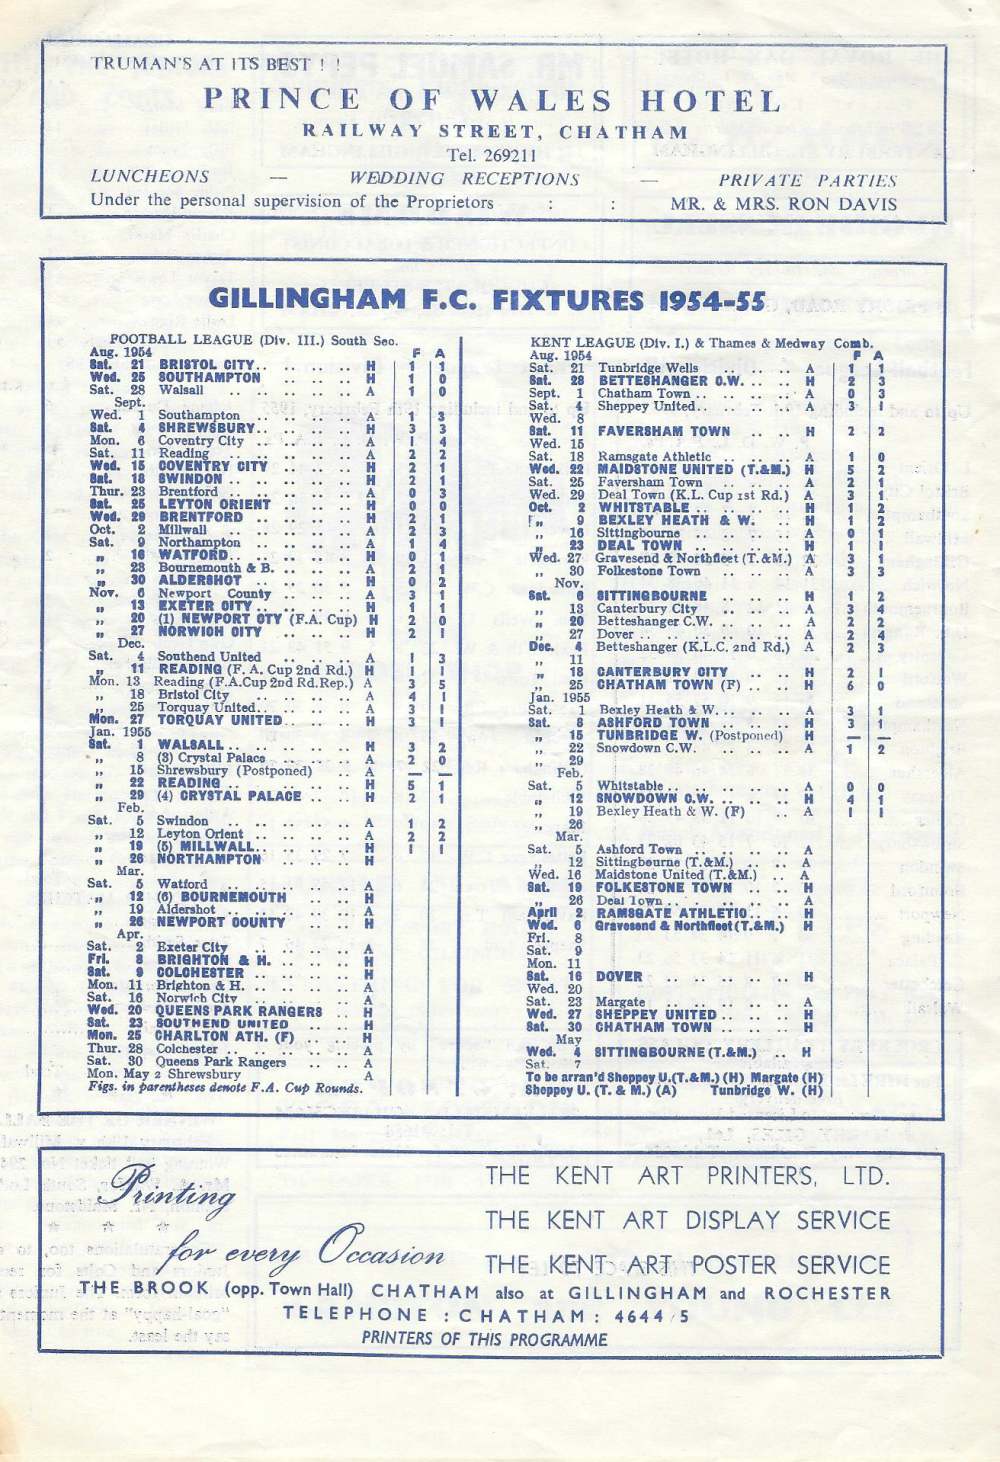 TRUMAN'S AT ITS BEST !
PRINCE OF WALES HOTEL
RAILWAY STREET, CHATHAM
Tel. 269211
LUNCHEONS — WEDDING RECEPTIONS — PRIVATE PARTIES
Under the personal supervision of the Proprietors : : MR. & MRS. RON DAVIS
GILLINGHAM F.C. FIXTURES 1954-55
FOOTBALL LEAGUE (Div. III.) South Sec.
Aug. 1954 F A
Sat. 21 BRISTOL CITY.. .. .. H 1 1
Wed. 25 SOUTHAMPTON .. .. H 1 0
Sat. 28 Walsall .. .. .. .. A 1 0
Sept.
Wed. 1 Southampton .. .. .. A 1 3
Sat. 4 SHREWSBURY.. .. .. H 3 3
Mon. 6 Coventry City .. .. .. A 1 4
Sat. 11 Reading .. .. .. .. A 2 2
Wed. 15 COVENTRY CITY .. .. H 2 1
Sat. 18 SWINDON .. .. .. .. H 2 1
Thur. 23 Brentford .. .. .. .. A 0 3
Sat. 25 LEYTON ORIENT .. .. H 0 0
Wed. 29 BRENTFORD .. .. .. H 2 1
Oct. 2 Millwall .. .. .. .. A 2 3
Sat. 9 Northampton .. .. .. A 1 4
„ 16 WATFORD.. .. .. .. H 0 1
„ 23 Bournemouth & B. .. .. .. A 2 1
„ 30 ALDERSHOT .. .. .. H 0 2
Nov. 6 Newport County .. .. .. A 3 1
„ 13 EXETER CITY .. .. .. H 1 1
„ 20 (1) NEWPORT CTY (F.A. Cup) H 2 0
„ 27 NORWICH CITY .. .. H 2 1
Dec.
Sat. 4 Southend United .. .. .. A 1 3
„ 11 READING (F. A. Cup 2nd Rd.) H 1 1
Mon. 13 Reading (F.A.Cup 2nd Rd.Rep.) A 3 5
„ 18 Bristol City .. .. .. A 4 1
„ 25 Torquay United.. .. .. A 3 1
Mon. 27 TORQUAY UNITED.. .. H 3 1
Jan. 1955
Sat. 1 WALSALL .. .. .. .. H 3 2
„ 8 (3) Crystal Palace .. .. .. A 2 0
„ 15 Shrewsbury (Postponed) .. A — —
„ 22 READING .. .. .. .. H 5 1
„ 29 (4) CRYSTAL PALACE .. .. H 2 1
Feb.
Sat. 5 Swindon .. .. .. .. A 1 2
„ 12 Leyton Orient .. .. .. A 2 2
„ 19 (5) MILLWALL.. .. .. H 1 1
„ 26 NORTHAMPTON .. .. H
Mar.
Sat. 5 Watford .. .. .. .. A
„ 12 (6) BOURNEMOUTH .. .. H
„ 19 Aldershot .. .. .. .. A
„ 26 NEWPORT COUNTY .. .. H
Apr.
Sat. 2 Exeter City .. .. .. A
Fri. 8 BRIGHTON & H. .. .. H
Sat. 9 COLCHESTER .. .. .. H
Mon. 11 Brighton & H. .. .. .. A
Sat. 16 Norwich City .. .. .. A
Wed. 20 QUEENS PARK RANGERS .. H
Sat. 23 SOUTHEND UNITED .. .. H
Mon. 25 CHARLTON ATH. (F) .. H
Thur. 28 Colchester .. .. .. .. A
Sat. 30 Queens Park Rangers .. .. A
Mon. May 2 Shrewsbury
Figs. in parentheses denote F.A. Cup Rounds.
KENT LEAGUE (Div. I.) & Thames & Medway Comb.
Aug. 1954 F A
Sat. 21 Tunbridge Wells .. .. .. A 1 1
Sat. 28 BETTESHANGER C.W. .. .. H 2 3
Sept. 1 Chatham Town .. .. .. A 0 3
Sat. 4 Sheppey United.. .. .. A 3 1
Wed. 8
Sat. 11 FAVERSHAM TOWN .. .. H 2 2
Wed. 15
Sat. 18 Ramsgate Athletic .. .. A 1 0
Wed. 22 MAIDSTONE UNITED (T.&M.) H 5 2
Sat. 25 Faversham Town .. .. A 2 1
Wed. 29 Deal Town (K.L. Cup 1st Rd.) A 3 1
Oct. 2 WHITSTABLE .. .. .. H 1 2
„ 9 BEXLEY HEATH & W. .. H 1 2
„ 16 Sittingbourne .. .. .. A 0 1
„ 23 DEAL TOWN .. .. .. H 1 1
Wed. 27 Gravesend & Northfleet (T.&M.) A 3 1
„ 30 Folkestone Town .. .. A 3 3
Nov.
Sat. 6 SITTINGBOURNE .. .. H 1 2
„ 13 Canterbury City .. .. A 3 4
„ 20 Betteshanger C.W. .. .. A 2 2
„ 27 Dover .. .. .. .. A 2 4
Dec. 4 Betteshanger (K.L.C. 2nd Rd.) A 2 3
„ 11
„ 18 CANTERBURY CITY .. .. H 2 1
„ 25 CHATHAM TOWN (F) .. .. H 6 0
Jan. 1955
Sat. 1 Bexley Heath & W. .. .. A 3 1
Sat. 8 ASHFORD TOWN .. .. H 3 1
„ 15 TUNBRIDGE W. (Postponed) H — —
„ 22 Snowdown C.W. .. .. A 1 2
„ 29
Feb.
Sat. 5 Whitstable .. .. .. .. A 0 0
„ 12 SNOWDOWN C.W. .. .. H 4 1
„ 19 Bexley Heath & W. (F) .. A 1 1
„ 26
Mar.
Sat. 5 Ashford Town .. .. .. A
„ 12 Sittingbourne (T.&M.) .. A
Wed. 16 Maidstone United (T.&M.) .. A
Sat. 19 FOLKESTONE TOWN .. H
„ 26 Deal Town .. .. .. .. A
April 2 RAMSGATE ATHLETIC.. .. H
Wed. 6 Gravesend & Northfleet (T.&M.) H
Fri. 8
Sat. 9
Mon. 11
Sat. 16 DOVER .. .. .. .. H
Wed. 20
Sat. 23 Margate .. .. .. .. A
Wed. 27 SHEPPEY UNITED .. .. H
Sat. 30 CHATHAM TOWN .. .. H
May
Wed. 4 SITTINGBOURNE (T.&M.) .. H
Sat. 7
To be arran'd Sheppey U.(T.&M.) (H) Margate (H)
Sheppey U. (T. & M.) (A) Tunbridge W. (H)
Printing for every Occasion
THE KENT ART PRINTERS, LTD.
THE KENT ART DISPLAY SERVICE
THE KENT ART POSTER SERVICE
THE BROOK (opp. Town Hall) CHATHAM also at GILLINGHAM and ROCHESTER
TELEPHONE : CHATHAM : 4644/5
PRINTERS OF THIS PROGRAMME